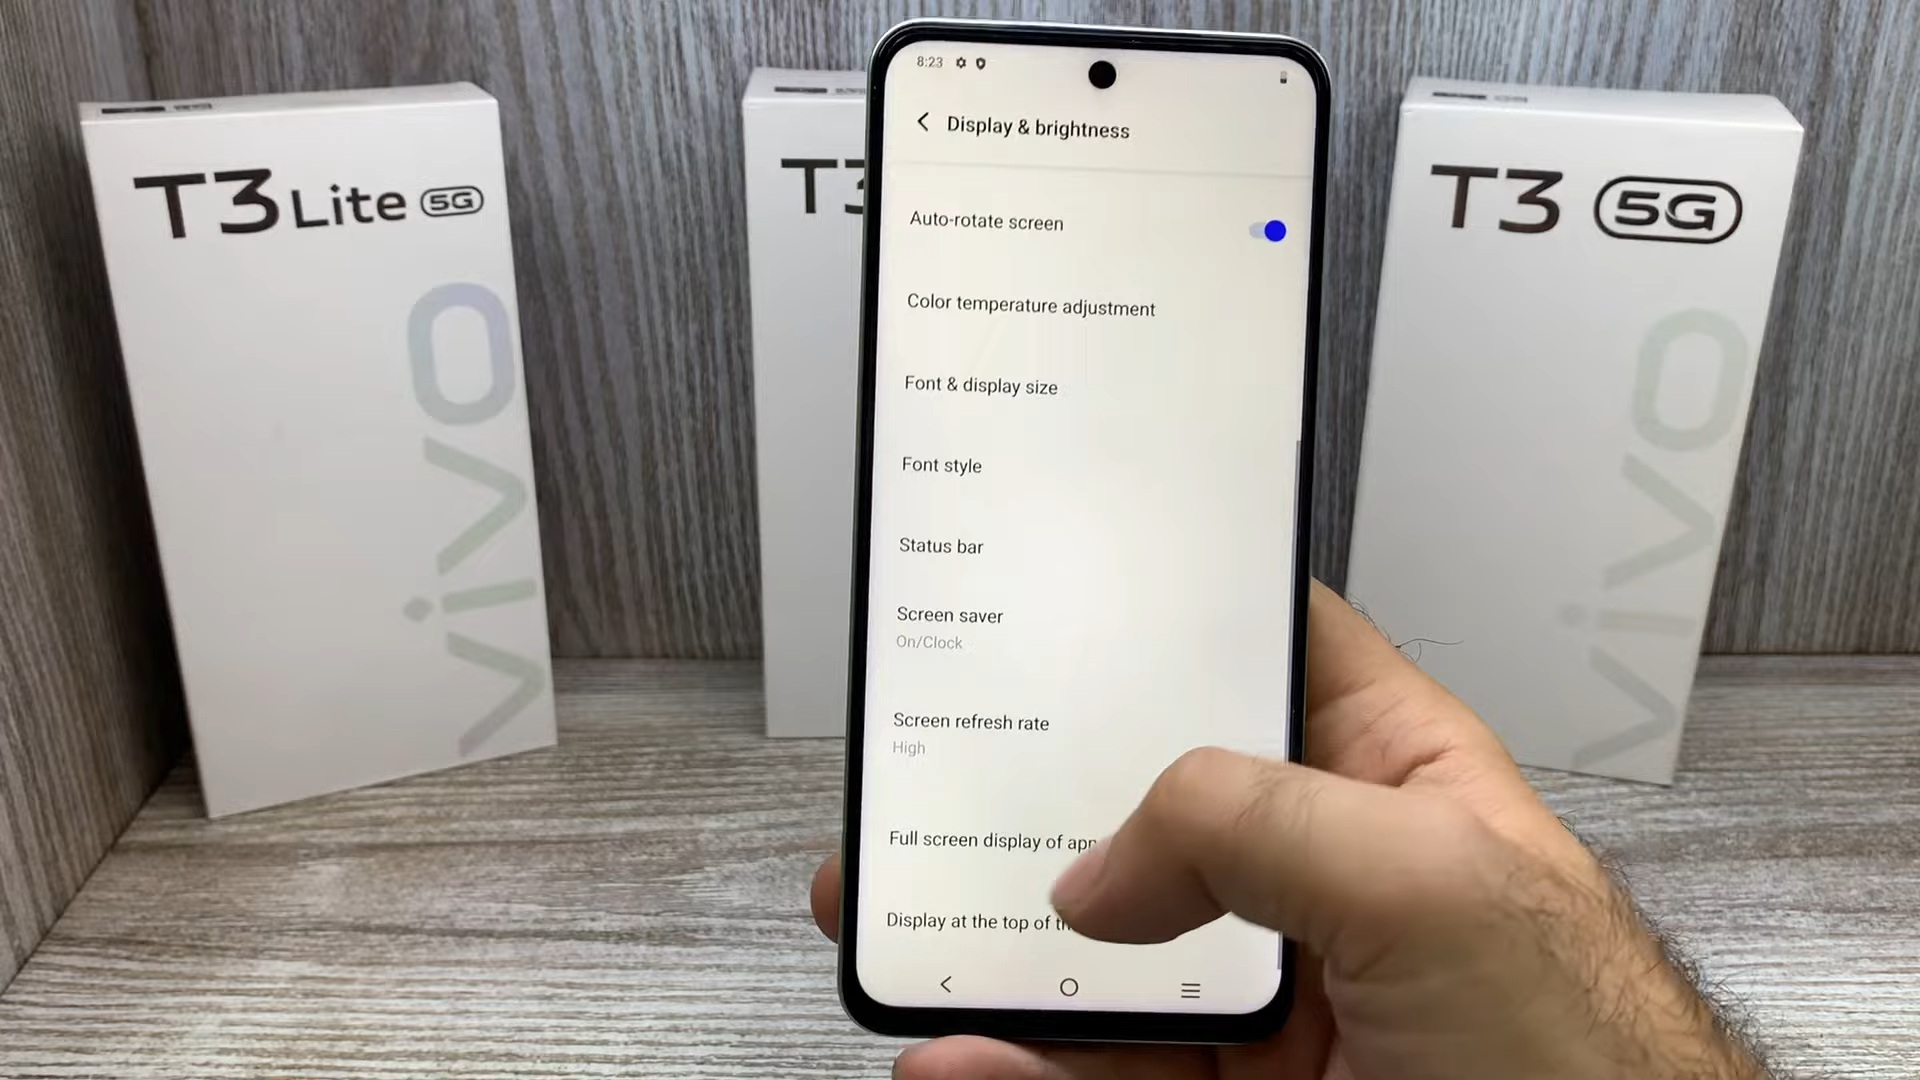 T3 Lite 5G
vivo
T3
T3 5G
vivo
8:23
Display & brightness
Auto-rotate screen
Color temperature adjustment
Font & display size
Font style
Status bar
Screen saver
On/Clock
Screen refresh rate
High
Full screen display of
Display at the top of